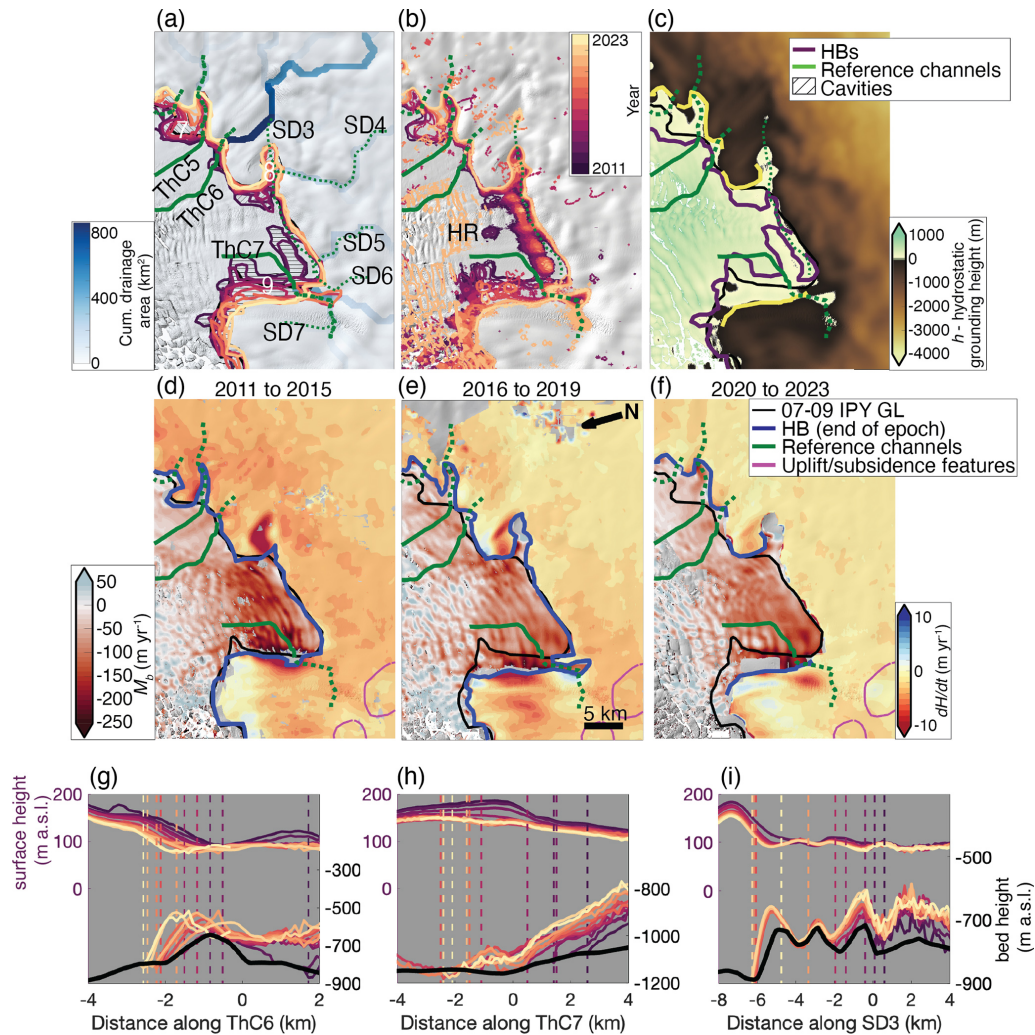 (a)
(b)
(c)
2023
Year
2011
HBs
Reference channels
Cavities
7
SD3
SD4
8
ThC5
ThC6
ThC7
SD5
SD6
9
SD7
HR
800
400
0
Cum. drainage
area (km²)
1000
0
-1000
-2000
-3000
-4000
h - hydrostatic
grounding height (m)
(d)
2011 to 2015
(e)
2016 to 2019
(f)
2020 to 2023
N
07-09 IPY GL
HB (end of epoch)
Reference channels
Uplift/subsidence features
50
0
-50
-100
-150
-200
-250
M_b (m yr⁻¹)
5 km
10
5
0
-5
-10
dH/dt (m yr⁻¹)
(g)
(h)
(i)
surface height
(m a.s.l.)
200
100
0
-300
-500
-700
-900
-4
-2
0
2
Distance along ThC6 (km)
200
100
0
-800
-1000
-1200
-4
-2
0
2
4
Distance along ThC7 (km)
200
100
0
-500
-700
-900
bed height
(m a.s.l.)
-8
-6
-4
-2
0
2
4
Distance along SD3 (km)